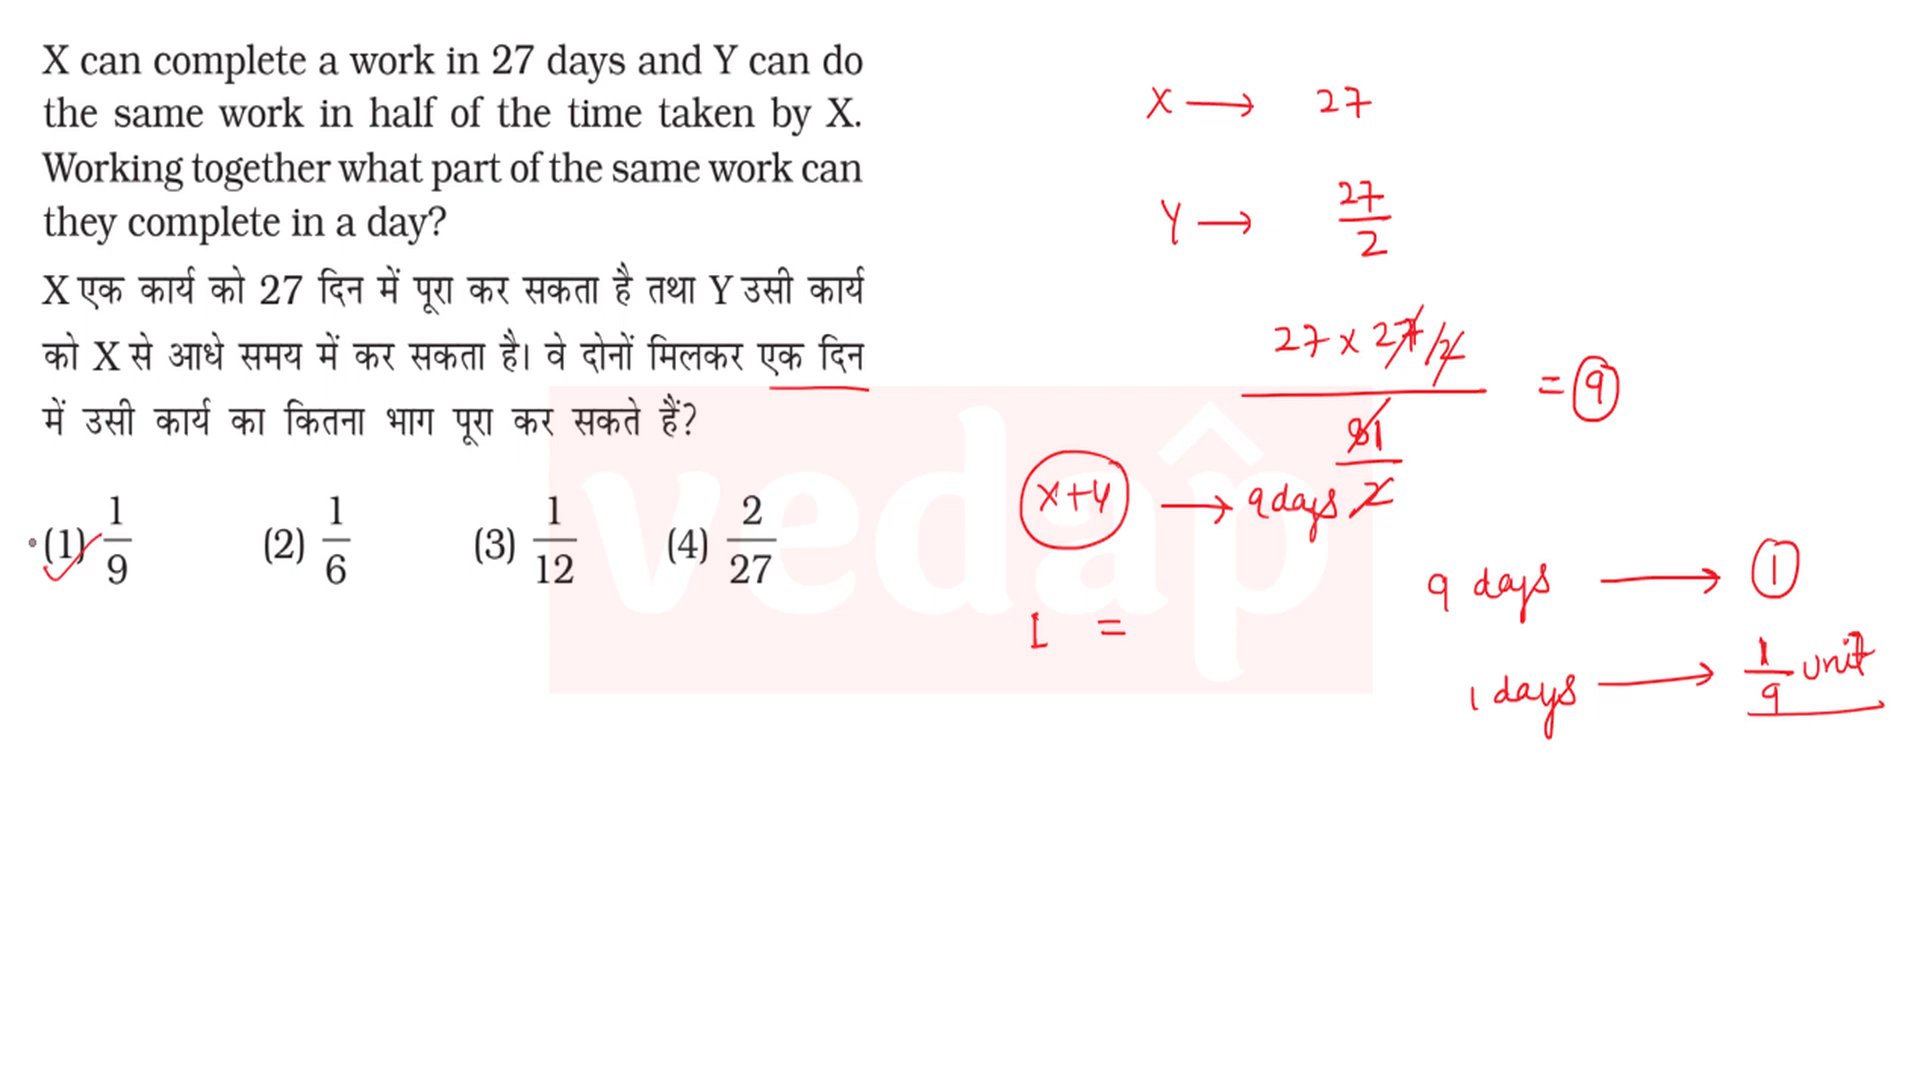 X can complete a work in 27 days and Y can do
the same work in half of the time taken by X.
Working together what part of the same work can
they complete in a day?
X एक कार्य को 27 दिन में पूरा कर सकता है तथा Y उसी कार्य
को X से आधे समय में कर सकता है। वे दोनों मिलकर एक दिन
में उसी कार्य का कितना भाग पूरा कर सकते हैं?
(1) 1/9 (2) 1/6 (3) 1/12 (4) 2/27
X → 27
Y → 27/2
27 × 27/2
81/2
= 9
x+y → 9 days
1 =
9 days → 1
1 days → 1/9 unit
vedap